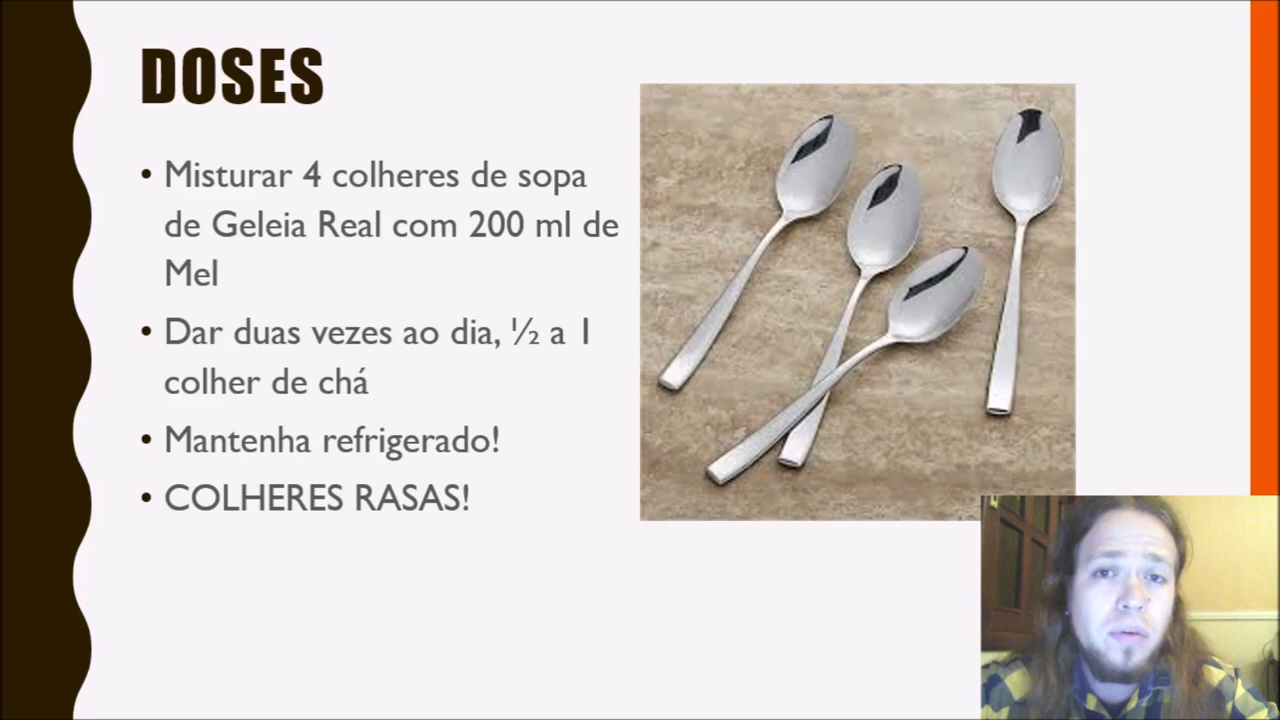 DOSES
• Misturar 4 colheres de sopa
de Geleia Real com 200 ml de
Mel
• Dar duas vezes ao dia, ½ a 1
colher de chá
• Mantenha refrigerado!
• COLHERES RASAS!